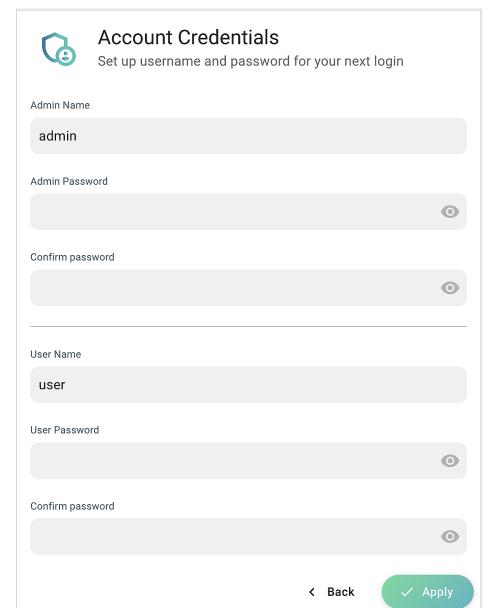 Account Credentials
Set up username and password for your next login
Admin Name
admin
Admin Password
Confirm password
User Name
user
User Password
Confirm password
Back
Apply